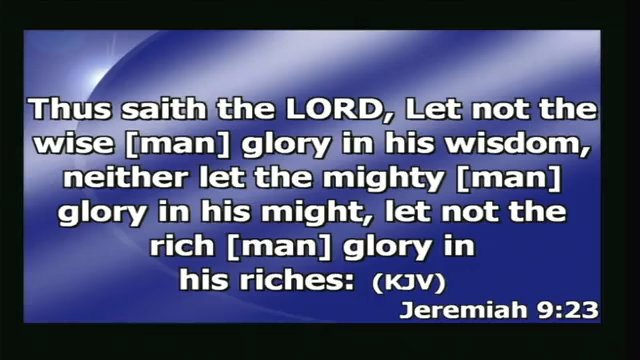 Thus saith the LORD, Let not the
wise [man] glory in his wisdom,
neither let the mighty [man]
glory in his might, let not the
rich [man] glory in
his riches: (KJV)
Jeremiah 9:23